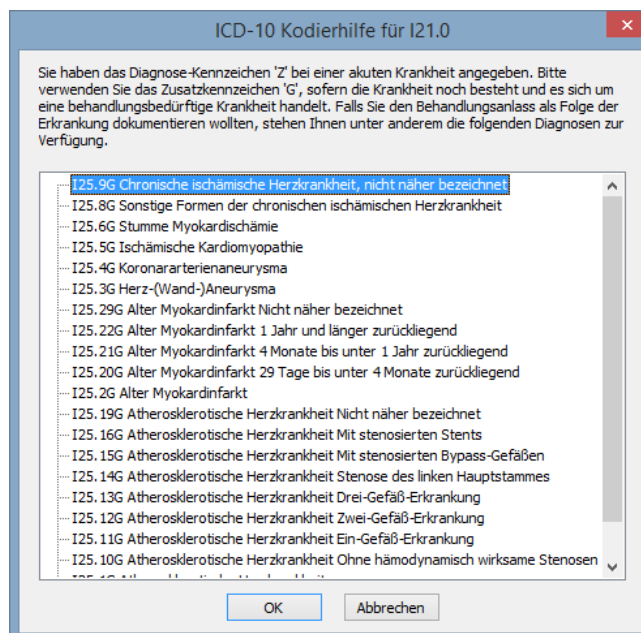 ICD-10 Kodierhilfe für I21.0
Sie haben das Diagnose-Kennzeichen 'Z' bei einer akuten Krankheit angegeben. Bitte
verwenden Sie das Zusatzkennzeichen 'G', sofern die Krankheit noch besteht und es sich um
eine behandlungsbedürftige Krankheit handelt. Falls Sie den Behandlungsanlass als Folge der
Erkrankung dokumentieren wollten, stehen Ihnen unter anderem die folgenden Diagnosen zur
Verfügung.
I25.9G Chronische ischämische Herzkrankheit, nicht näher bezeichnet
I25.8G Sonstige Formen der chronischen ischämischen Herzkrankheit
I25.6G Stumme Myokardischämie
I25.5G Ischämische Kardiomyopathie
I25.4G Koronararterienaneurysma
I25.3G Herz-(Wand-)Aneurysma
I25.29G Alter Myokardinfarkt Nicht näher bezeichnet
I25.22G Alter Myokardinfarkt 1 Jahr und länger zurückliegend
I25.21G Alter Myokardinfarkt 4 Monate bis unter 1 Jahr zurückliegend
I25.20G Alter Myokardinfarkt 29 Tage bis unter 4 Monate zurückliegend
I25.2G Alter Myokardinfarkt
I25.19G Atherosklerotische Herzkrankheit Nicht näher bezeichnet
I25.16G Atherosklerotische Herzkrankheit Mit stenosierten Stents
I25.15G Atherosklerotische Herzkrankheit Mit stenosierten Bypass-Gefäßen
I25.14G Atherosklerotische Herzkrankheit Stenose des linken Hauptstammes
I25.13G Atherosklerotische Herzkrankheit Drei-Gefäß-Erkrankung
I25.12G Atherosklerotische Herzkrankheit Zwei-Gefäß-Erkrankung
I25.11G Atherosklerotische Herzkrankheit Ein-Gefäß-Erkrankung
I25.10G Atherosklerotische Herzkrankheit Ohne hämodynamisch wirksame Stenosen
OK Abbrechen